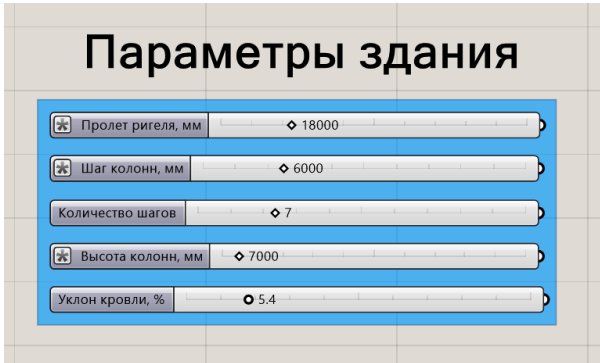 Параметры здания
Пролет ригеля, мм 18000
Шаг колонн, мм 6000
Количество шагов 7
Высота колонн, мм 7000
Уклон кровли, % 5.4